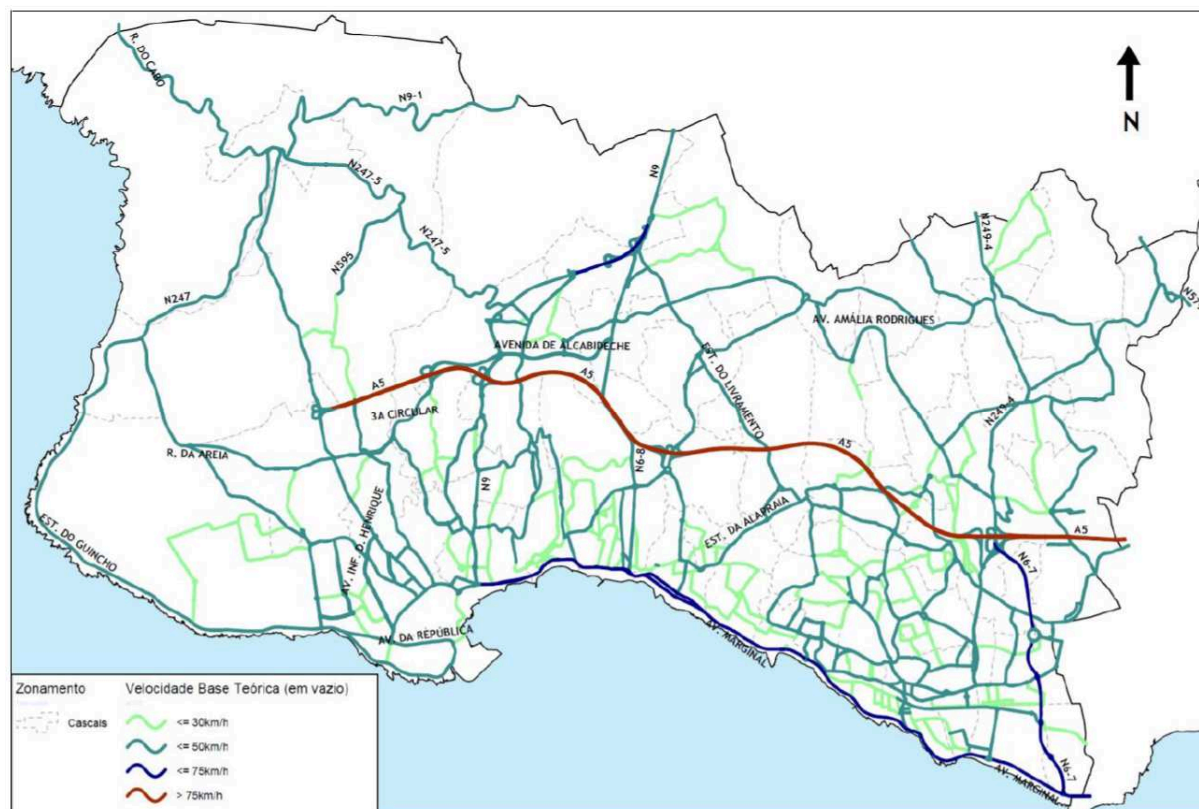 R. DO CABO
N9-1
N
N9
N247-5
N247-5
N595
N249-4
N247
AV. AMÁLIA RODRIGUES
AVENIDA DE ALCABIDECHE
EST. DO LIVRAMENTO
A5
A5
3A CIRCULAR
N249-4
A5
R. DA AREIA
N6-8
N9
EST. DO GUINCHO
AV. INF. D. HENRIQUE
EST. DA ALAPRAIA
A5
N6-7
AV. DA REPÚBLICA
AV. MARGINAL
N6-7
AV. MARGINAL
Zonamento
Cascais
Velocidade Base Teórica (em vazio)
<= 30km/h
<= 50km/h
<= 75km/h
> 75km/h